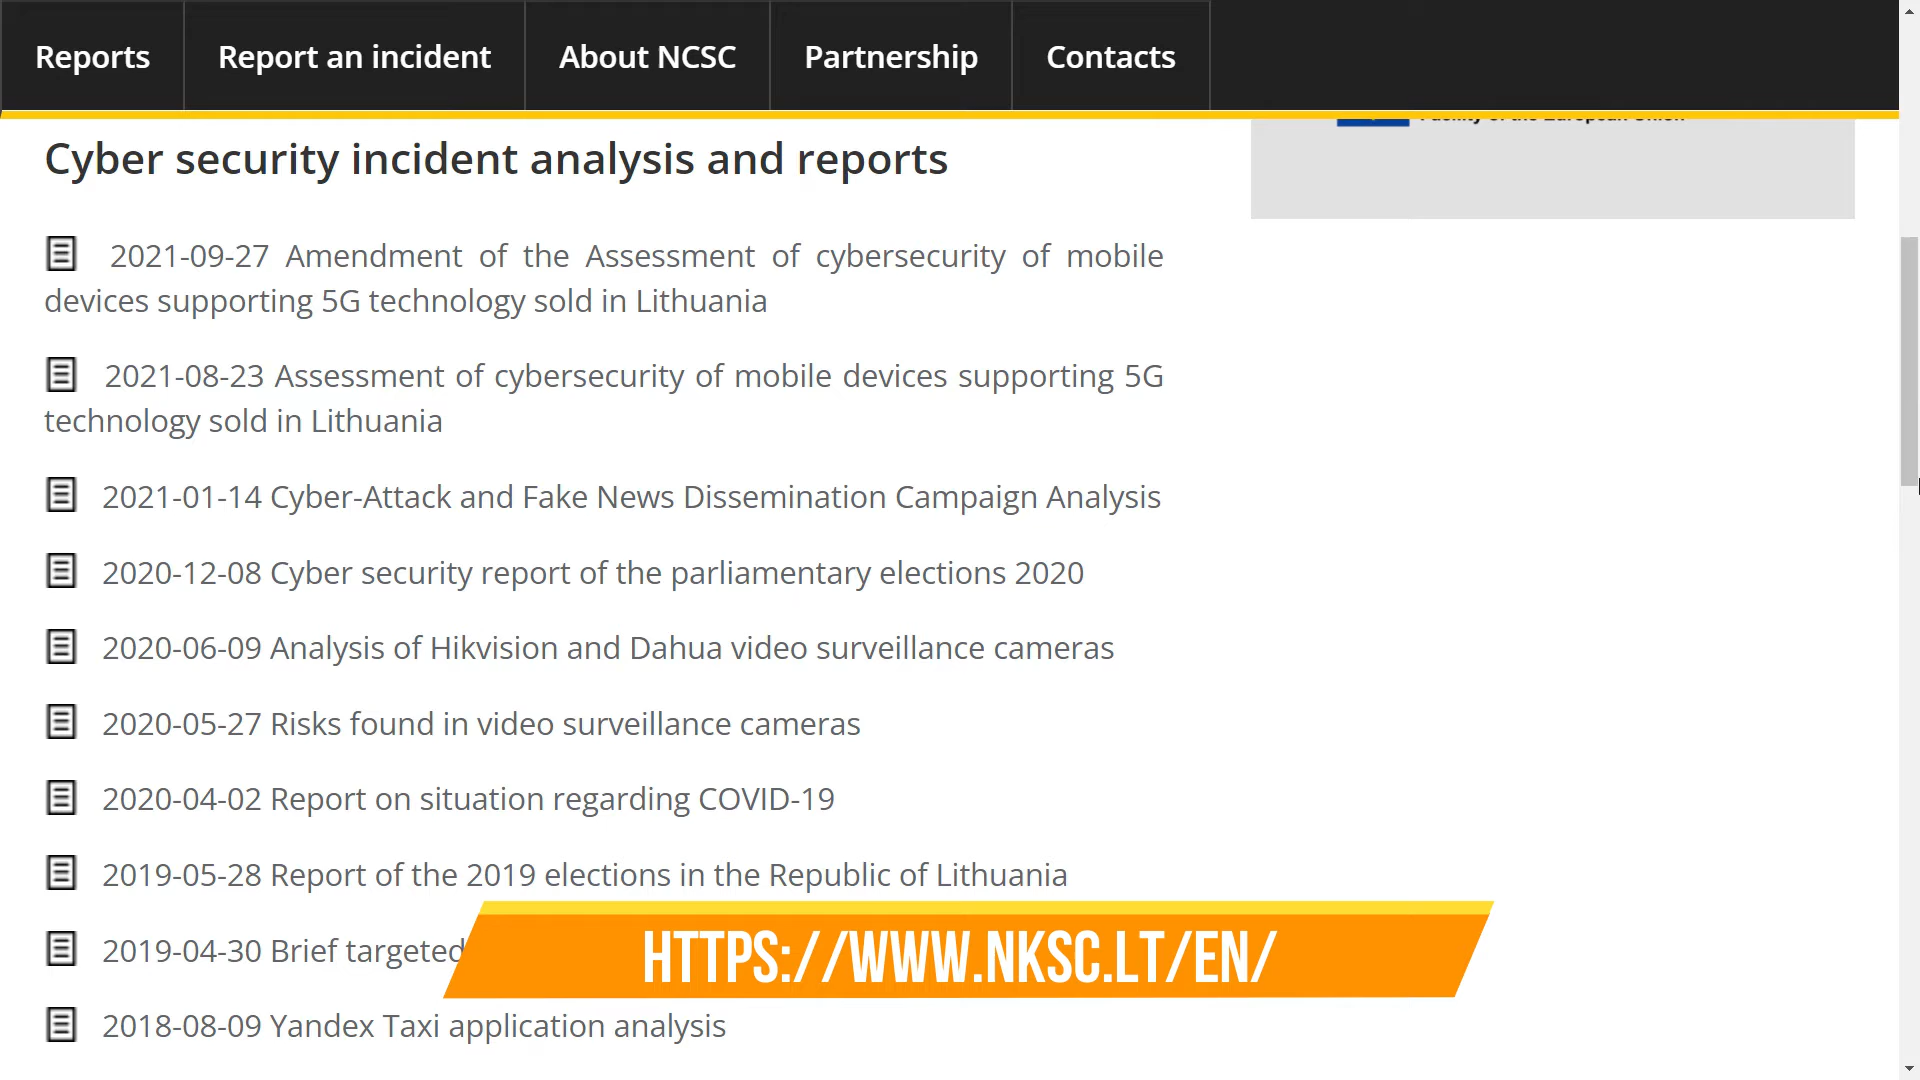 Reports
Report an incident
About NCSC
Partnership
Contacts
Facility of the European Union
Cyber security incident analysis and reports
2021-09-27 Amendment of the Assessment of cybersecurity of mobile
devices supporting 5G technology sold in Lithuania
2021-08-23 Assessment of cybersecurity of mobile devices supporting 5G
technology sold in Lithuania
2021-01-14 Cyber-Attack and Fake News Dissemination Campaign Analysis
2020-12-08 Cyber security report of the parliamentary elections 2020
2020-06-09 Analysis of Hikvision and Dahua video surveillance cameras
2020-05-27 Risks found in video surveillance cameras
2020-04-02 Report on situation regarding COVID-19
2019-05-28 Report of the 2019 elections in the Republic of Lithuania
2019-04-30 Brief targeted
HTTPS://WWW.NKSC.LT/EN/
2018-08-09 Yandex Taxi application analysis